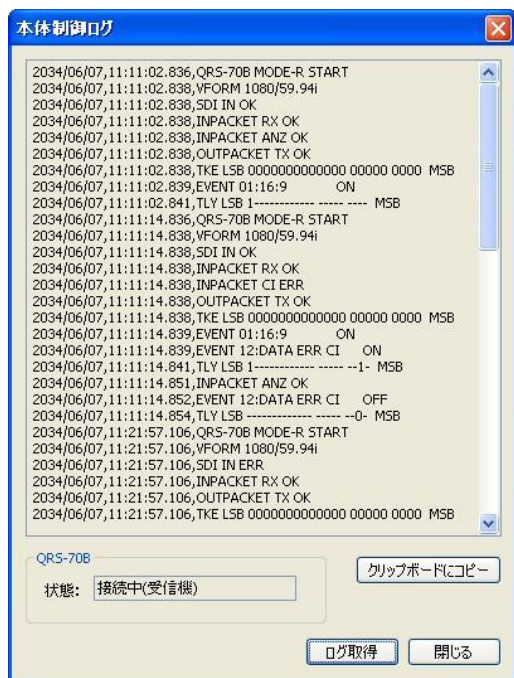 本体制御ログ
2034/06/07,11:11:02.836,QRS-70B MODE-R START
2034/06/07,11:11:02.838,VFORM 1080/59.94i
2034/06/07,11:11:02.838,SDI IN OK
2034/06/07,11:11:02.838,INPACKET RX OK
2034/06/07,11:11:02.838,INPACKET ANZ OK
2034/06/07,11:11:02.838,OUTPACKET TX OK
2034/06/07,11:11:02.838,TKE LSB 0000000000000 00000 0000 MSB
2034/06/07,11:11:02.839,EVENT 01:16:9 ON
2034/06/07,11:11:02.841,TLY LSB 1------------ ----- ---- MSB
2034/06/07,11:11:14.836,QRS-70B MODE-R START
2034/06/07,11:11:14.838,VFORM 1080/59.94i
2034/06/07,11:11:14.838,SDI IN OK
2034/06/07,11:11:14.838,INPACKET RX OK
2034/06/07,11:11:14.838,INPACKET CI ERR
2034/06/07,11:11:14.838,OUTPACKET TX OK
2034/06/07,11:11:14.838,TKE LSB 0000000000000 00000 0000 MSB
2034/06/07,11:11:14.839,EVENT 01:16:9 ON
2034/06/07,11:11:14.839,EVENT 12:DATA ERR CI ON
2034/06/07,11:11:14.841,TLY LSB 1------------ ----- --1- MSB
2034/06/07,11:11:14.851,INPACKET ANZ OK
2034/06/07,11:11:14.852,EVENT 12:DATA ERR CI OFF
2034/06/07,11:11:14.854,TLY LSB ------------- ----- --0- MSB
2034/06/07,11:21:57.106,QRS-70B MODE-R START
2034/06/07,11:21:57.106,VFORM 1080/59.94i
2034/06/07,11:21:57.106,SDI IN ERR
2034/06/07,11:21:57.106,INPACKET RX OK
2034/06/07,11:21:57.106,OUTPACKET TX OK
2034/06/07,11:21:57.106,TKE LSB 0000000000000 00000 0000 MSB
QRS-70B
状態: 接続中(受信機)
クリップボードにコピー
ログ取得 閉じる